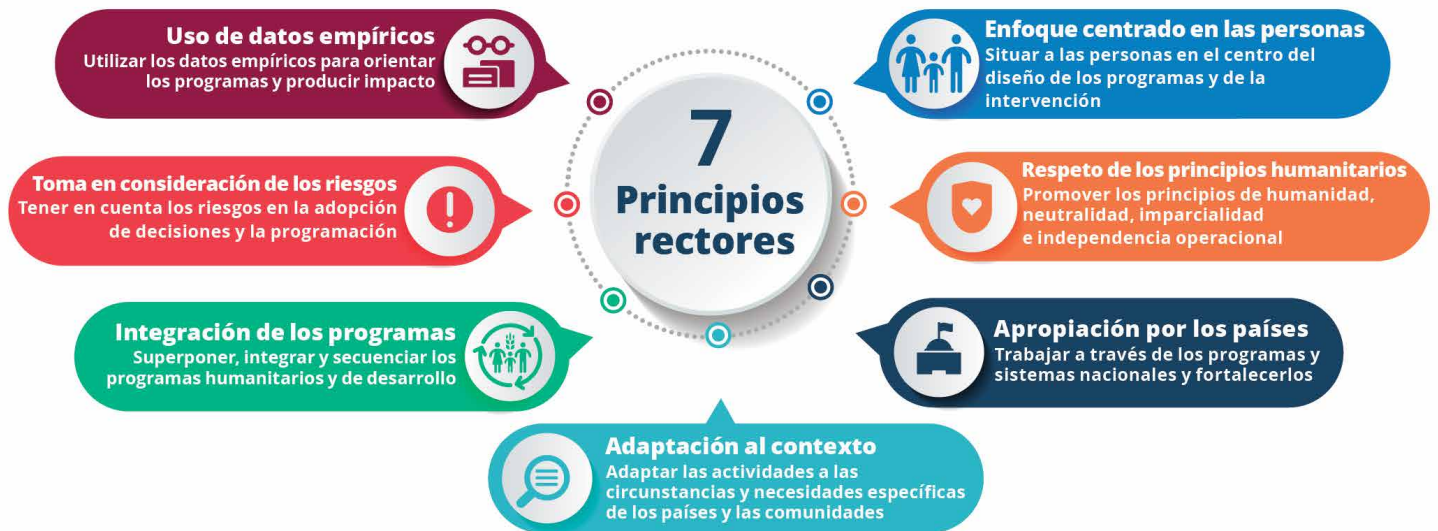 7
Principios
rectores
Enfoque centrado en las personas
Situar a las personas en el centro del
diseño de los programas y de la
intervención
Respeto de los principios humanitarios
Promover los principios de humanidad,
neutralidad, imparcialidad
e independencia operacional
Apropiación por los países
Trabajar a través de los programas y
sistemas nacionales y fortalecerlos
Adaptación al contexto
Adaptar las actividades a las
circunstancias y necesidades específicas
de los países y las comunidades
Integración de los programas
Superponer, integrar y secuenciar los
programas humanitarios y de desarrollo
Toma en consideración de los riesgos
Tener en cuenta los riesgos en la adopción
de decisiones y la programación
Uso de datos empíricos
Utilizar los datos empíricos para orientar
los programas y producir impacto